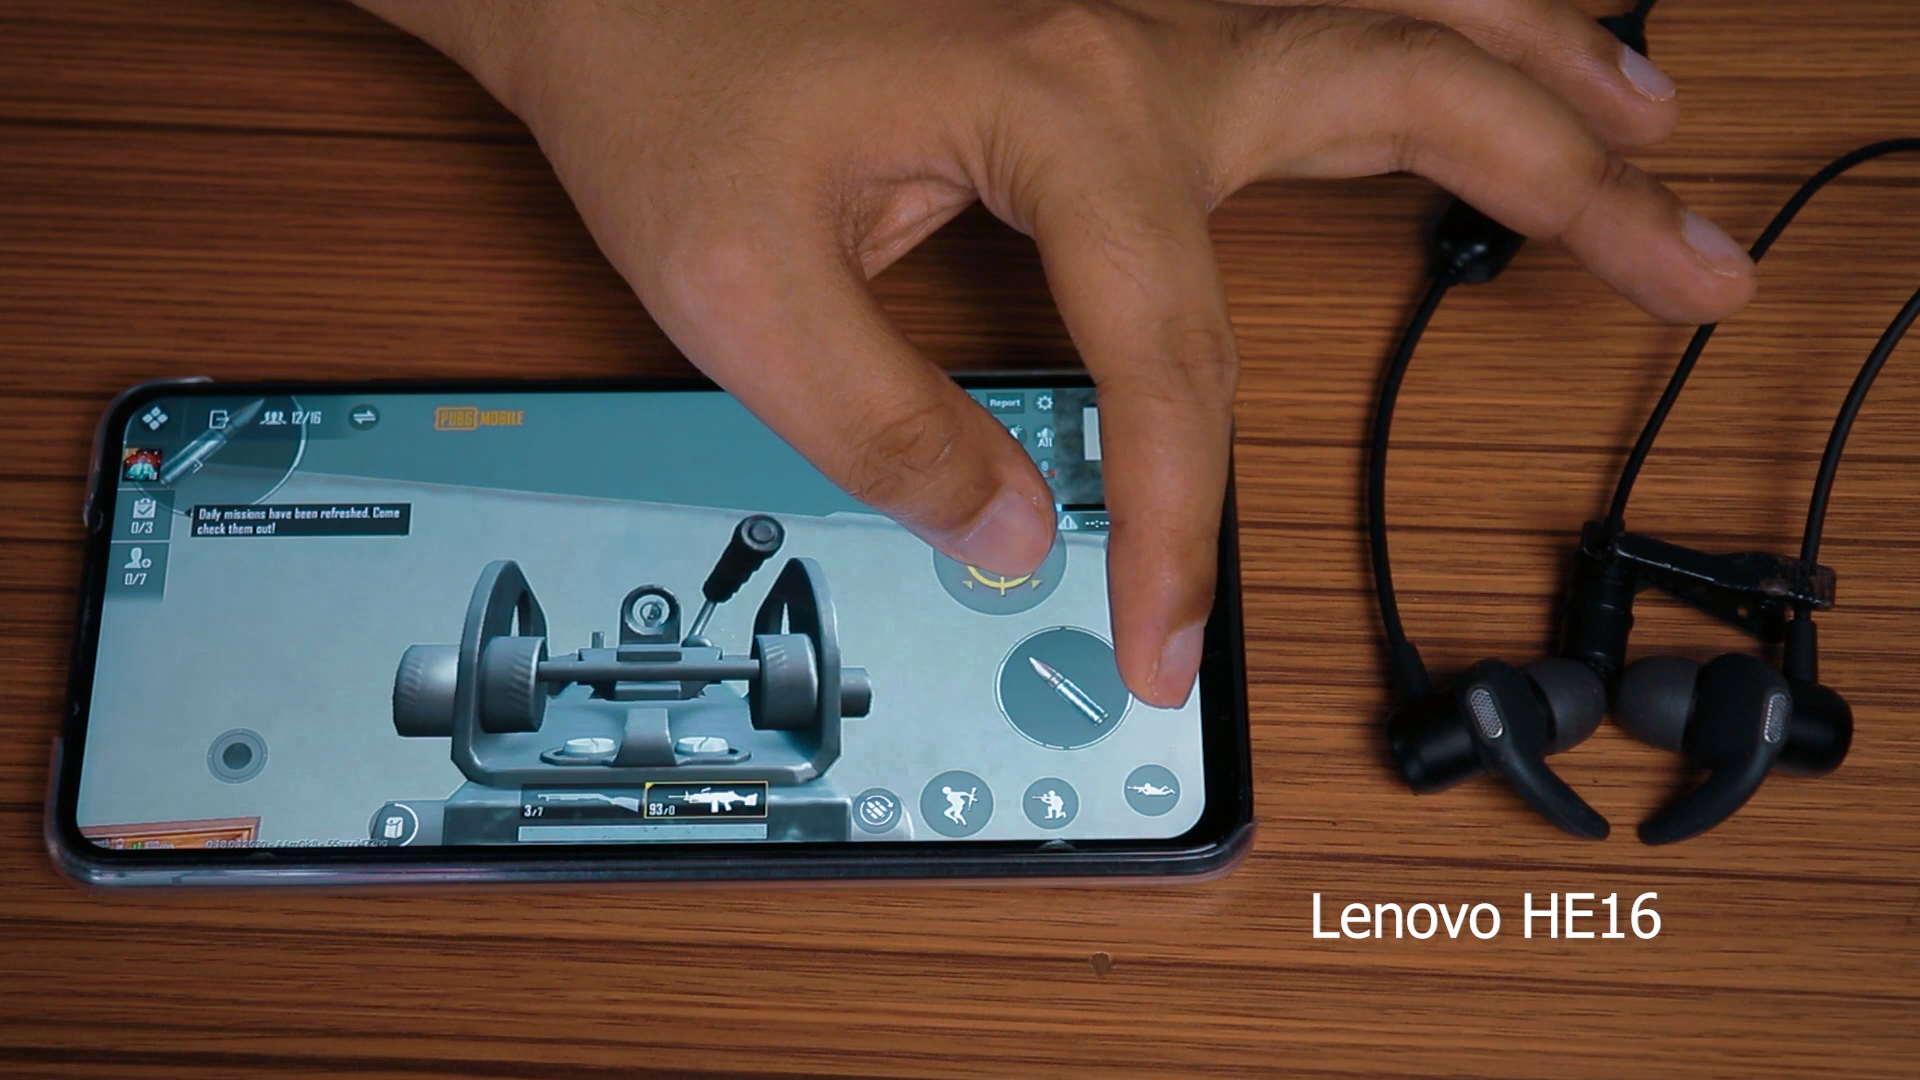 12/16
PUBG MOBILE
Report
All
0/3
Daily missions have been refreshed. Come
check them out!
0/7
3/7
93/0
Lenovo HE16